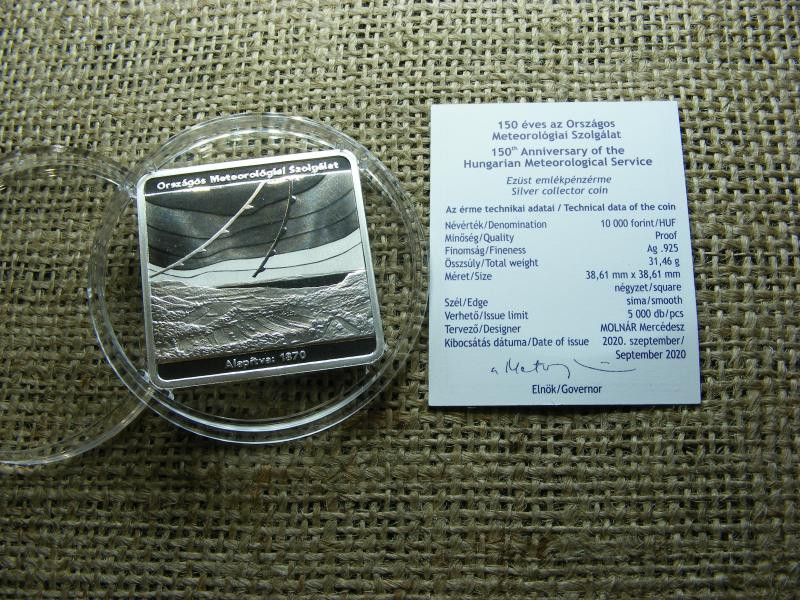 Országós Meteorológiai Szolgálat
Alapítva: 1870
150 éves az Országos
Meteorológiai Szolgálat
150th Anniversary of the
Hungarian Meteorological Service
Ezüst emlékpénzérme
Silver collector coin
Az érme technikai adatai / Technical data of the coin
Névérték/Denomination 10 000 forint/HUF
Minőség/Quality Proof
Finomság/Fineness Ag .925
Összsúly/Total weight 31,46 g
Méret/Size 38,61 mm x 38,61 mm
négyzet/square
Szél/Edge sima/smooth
Verhető/Issue limit 5 000 db/pcs
Tervező/Designer MOLNÁR Mercédesz
Kibocsátás dátuma/Date of issue 2020. szeptember/
September 2020
Elnök/Governor